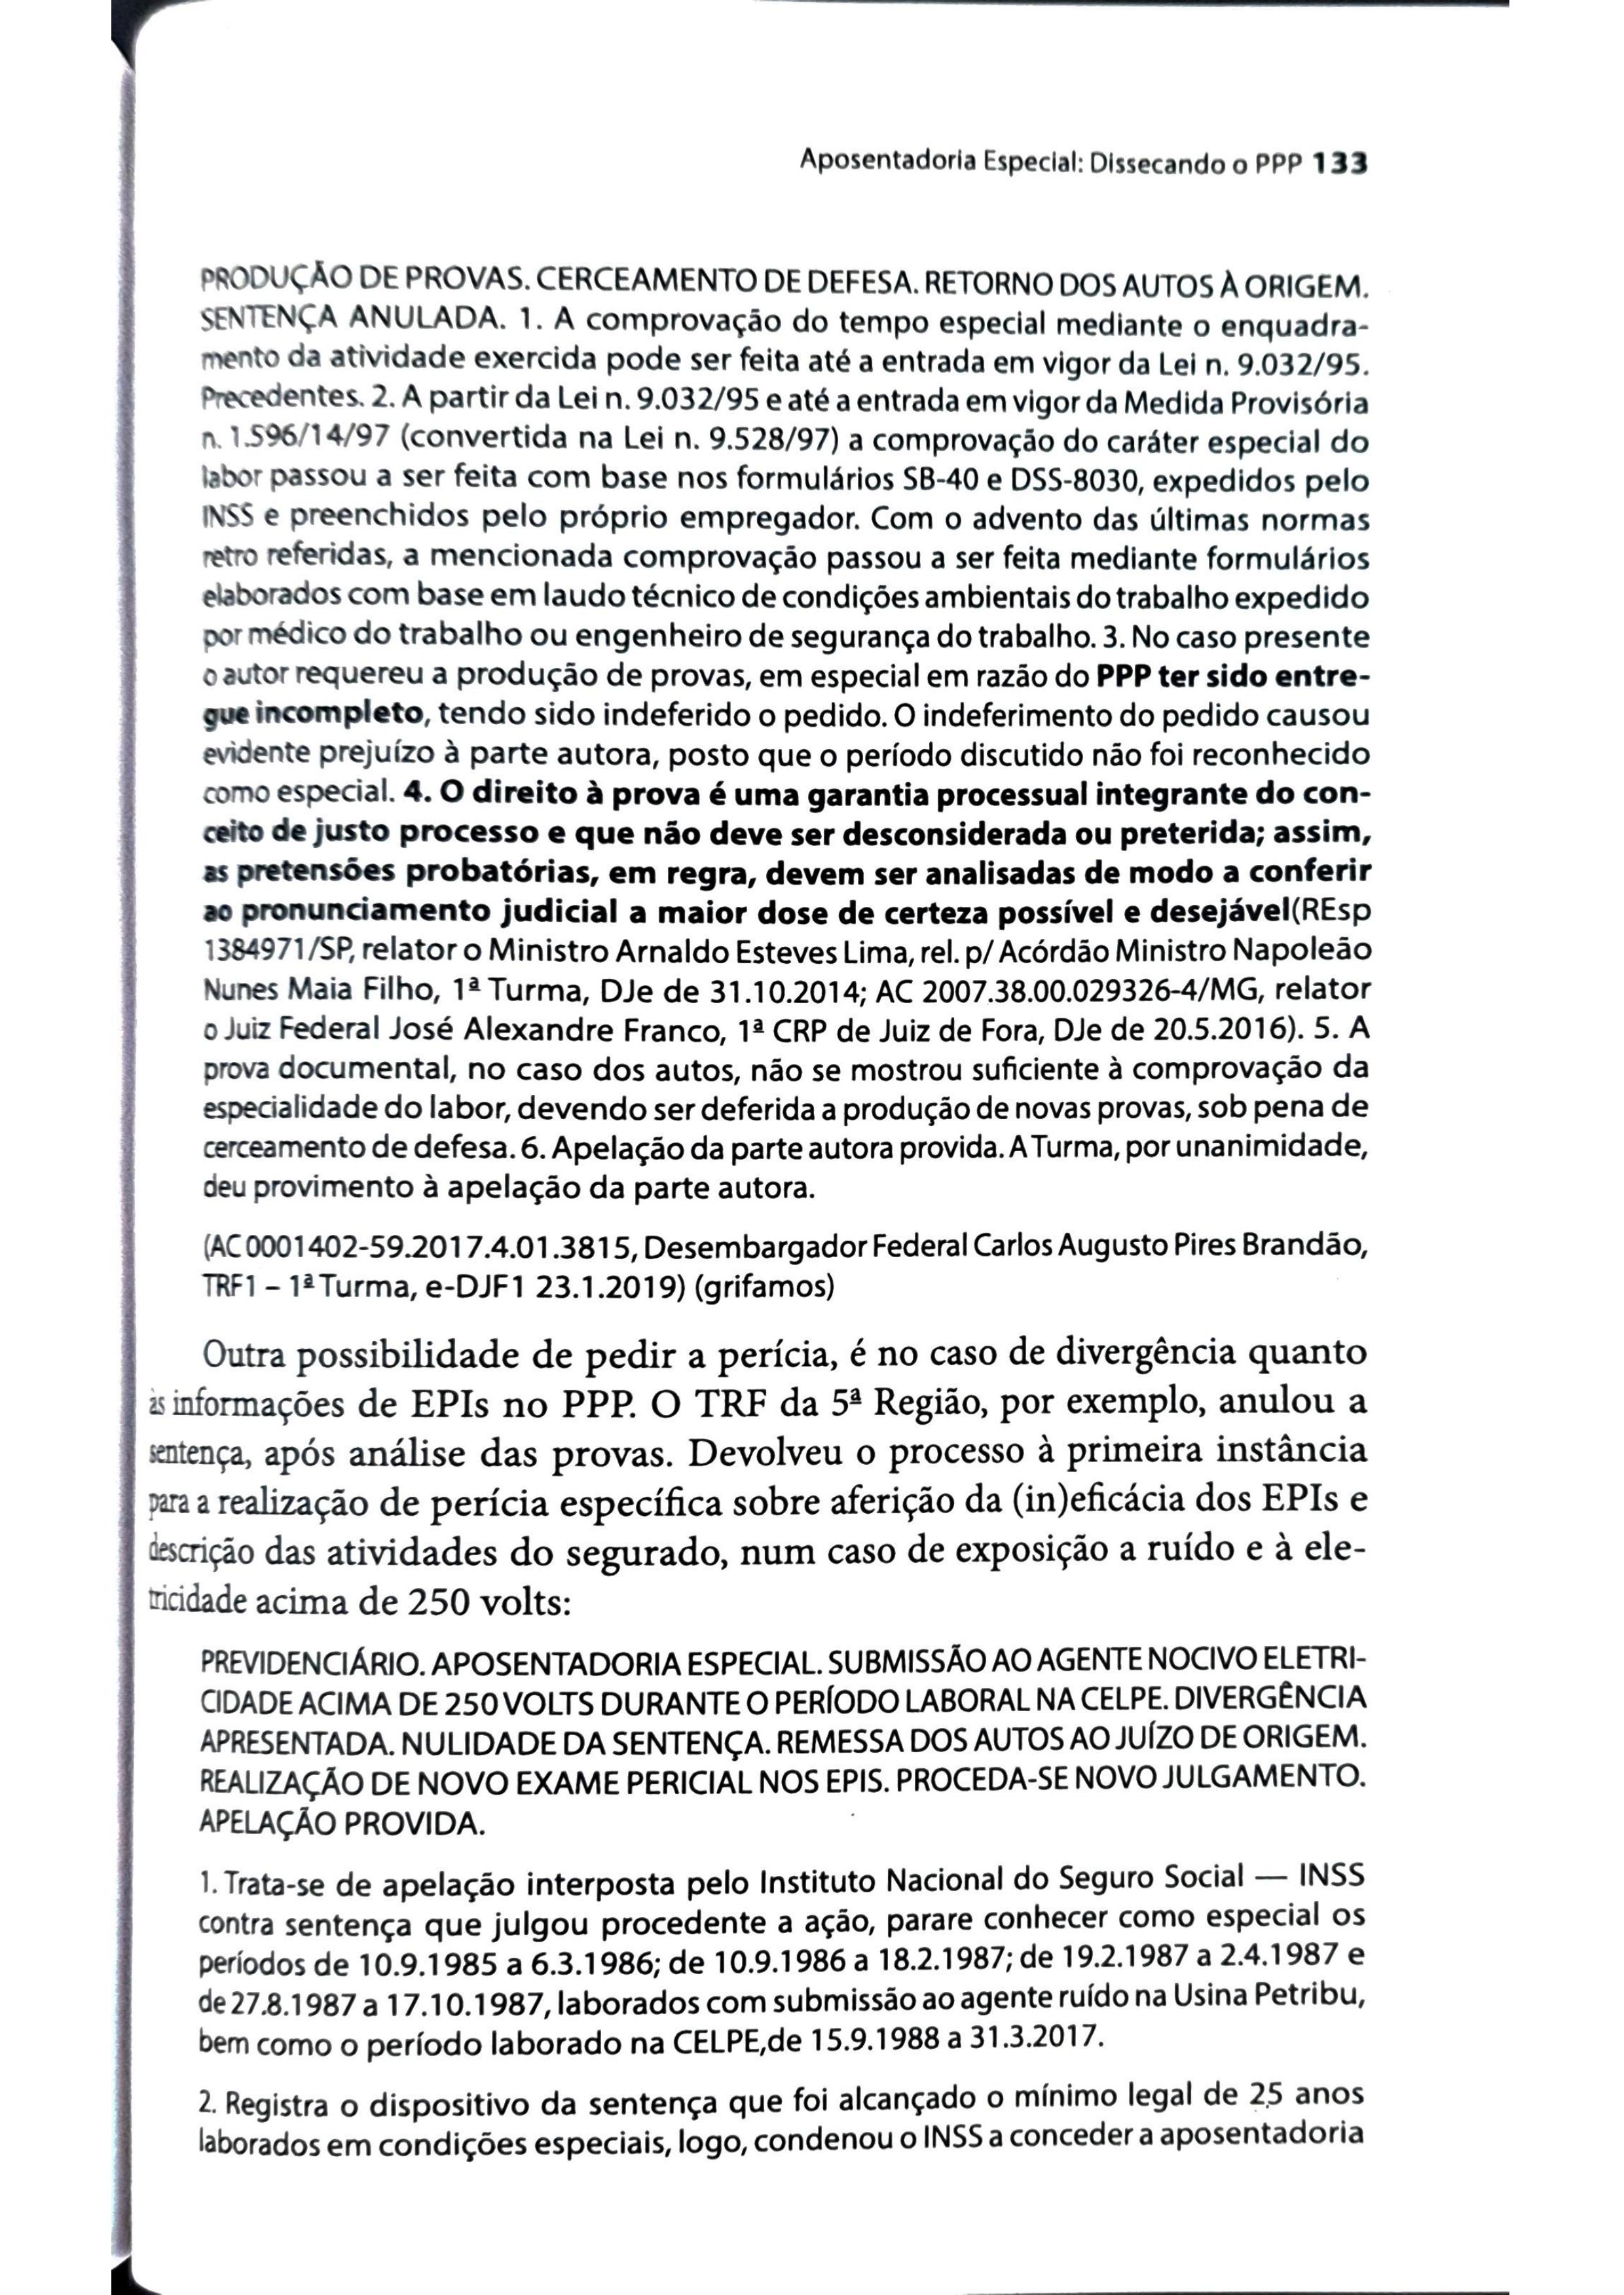 Aposentadoria Especial: Dissecando o PPP 133
PRODUÇÃO DE PROVAS. CERCEAMENTO DE DEFESA. RETORNO DOS AUTOS À ORIGEM.
SENTENÇA ANULADA. 1. A comprovação do tempo especial mediante o enquadra-
mento da atividade exercida pode ser feita até a entrada em vigor da Lei n. 9.032/95.
Precedentes. 2. A partir da Lei n. 9.032/95 e até a entrada em vigor da Medida Provisória
n. 1.596/14/97 (convertida na Lei n. 9.528/97) a comprovação do caráter especial do
labor passou a ser feita com base nos formulários SB-40 e DSS-8030, expedidos pelo
INSS e preenchidos pelo próprio empregador. Com o advento das últimas normas
retro referidas, a mencionada comprovação passou a ser feita mediante formulários
elaborados com base em laudo técnico de condições ambientais do trabalho expedido
por médico do trabalho ou engenheiro de segurança do trabalho. 3. No caso presente
o autor requereu a produção de provas, em especial em razão do PPP ter sido entre-
gue incompleto, tendo sido indeferido o pedido. O indeferimento do pedido causou
evidente prejuízo à parte autora, posto que o período discutido não foi reconhecido
como especial. 4. O direito à prova é uma garantia processual integrante do con-
ceito de justo processo e que não deve ser desconsiderada ou preterida; assim,
as pretensões probatórias, em regra, devem ser analisadas de modo a conferir
ao pronunciamento judicial a maior dose de certeza possível e desejável(REsp
1384971/SP, relator o Ministro Arnaldo Esteves Lima, rel. p/ Acórdão Ministro Napoleão
Nunes Maia Filho, 1ª Turma, DJe de 31.10.2014; AC 2007.38.00.029326-4/MG, relator
o Juiz Federal José Alexandre Franco, 1ª CRP de Juiz de Fora, DJe de 20.5.2016). 5. A
prova documental, no caso dos autos, não se mostrou suficiente à comprovação da
especialidade do labor, devendo ser deferida a produção de novas provas, sob pena de
cerceamento de defesa. 6. Apelação da parte autora provida. A Turma, por unanimidade,
deu provimento à apelação da parte autora.
(AC 0001402-59.2017.4.01.3815, Desembargador Federal Carlos Augusto Pires Brandão,
TRF1 – 1ª Turma, e-DJF1 23.1.2019) (grifamos)
Outra possibilidade de pedir a perícia, é no caso de divergência quanto
às informações de EPIs no PPP. O TRF da 5ª Região, por exemplo, anulou a
sentença, após análise das provas. Devolveu o processo à primeira instância
para a realização de perícia específica sobre aferição da (in)eficácia dos EPIs e
descrição das atividades do segurado, num caso de exposição a ruído e à ele-
tricidade acima de 250 volts:
PREVIDENCIÁRIO. APOSENTADORIA ESPECIAL. SUBMISSÃO AO AGENTE NOCIVO ELETRI-
CIDADE ACIMA DE 250 VOLTS DURANTE O PERÍODO LABORAL NA CELPE. DIVERGÊNCIA
APRESENTADA. NULIDADE DA SENTENÇA. REMESSA DOS AUTOS AO JUÍZO DE ORIGEM.
REALIZAÇÃO DE NOVO EXAME PERICIAL NOS EPIS. PROCEDA-SE NOVO JULGAMENTO.
APELAÇÃO PROVIDA.
1. Trata-se de apelação interposta pelo Instituto Nacional do Seguro Social — INSS
contra sentença que julgou procedente a ação, parare conhecer como especial os
períodos de 10.9.1985 a 6.3.1986; de 10.9.1986 a 18.2.1987; de 19.2.1987 a 2.4.1987 e
de 27.8.1987 a 17.10.1987, laborados com submissão ao agente ruído na Usina Petribu,
bem como o período laborado na CELPE,de 15.9.1988 a 31.3.2017.
2. Registra o dispositivo da sentença que foi alcançado o mínimo legal de 25 anos
laborados em condições especiais, logo, condenou o INSS a conceder a aposentadoria